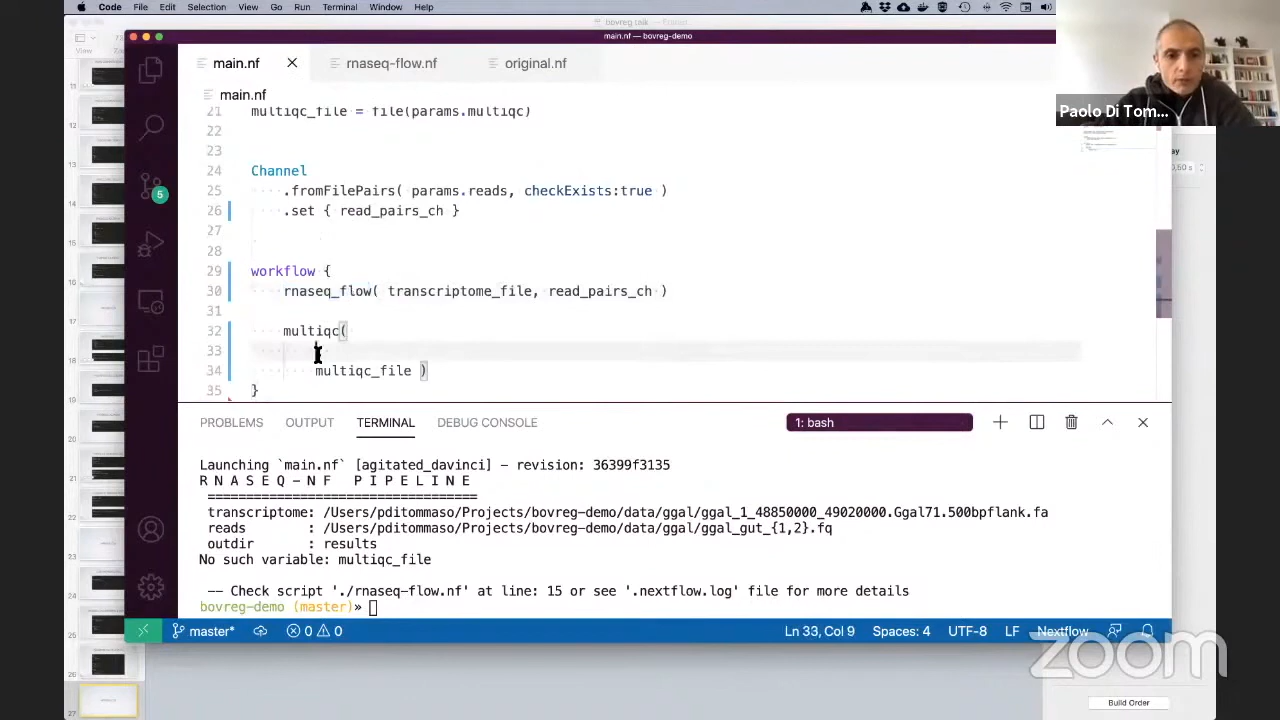 Code File Edit Selection View Go Run Terminal Window Help
bovreg talk
View
main.nf — bovreg-demo
main.nf
rnaseq-flow.nf
original.nf
main.nf
21 multiqc_file = file(params.multiqc)
22
23
Channel
25 .fromFilePairs( params.reads, checkExists:true )
26 .set { read_pairs_ch }
27
28
29 workflow {
30 rnaseq_flow( transcriptome_file, read_pairs_ch )
31
32 multiqc(
33
34 multiqc_file )
35 }
PROBLEMS OUTPUT TERMINAL DEBUG CONSOLE
1: bash
- revision: 36399f3135
transcriptome: /Users/pditommaso/Projects/bovreg-demo/data/ggal/ggal_1_48850000_49020000.Ggal71.500bpflank.fa
reads : /Users/pditommaso/Projects/bovreg-demo/data/ggal/ggal_gut_{1,2}.fq
outdir : results
No such variable: multiqc_file
-- Check script 'rnaseq-flow.nf' at line: 15 or see '.nextflow.log' file for more details
bovreg-demo (master)»
master*
0
0
Ln 33, Col 9
Spaces: 4
UTF-8
LF
Nextflow
5
Paolo Di Tom...
Build Order
zoom